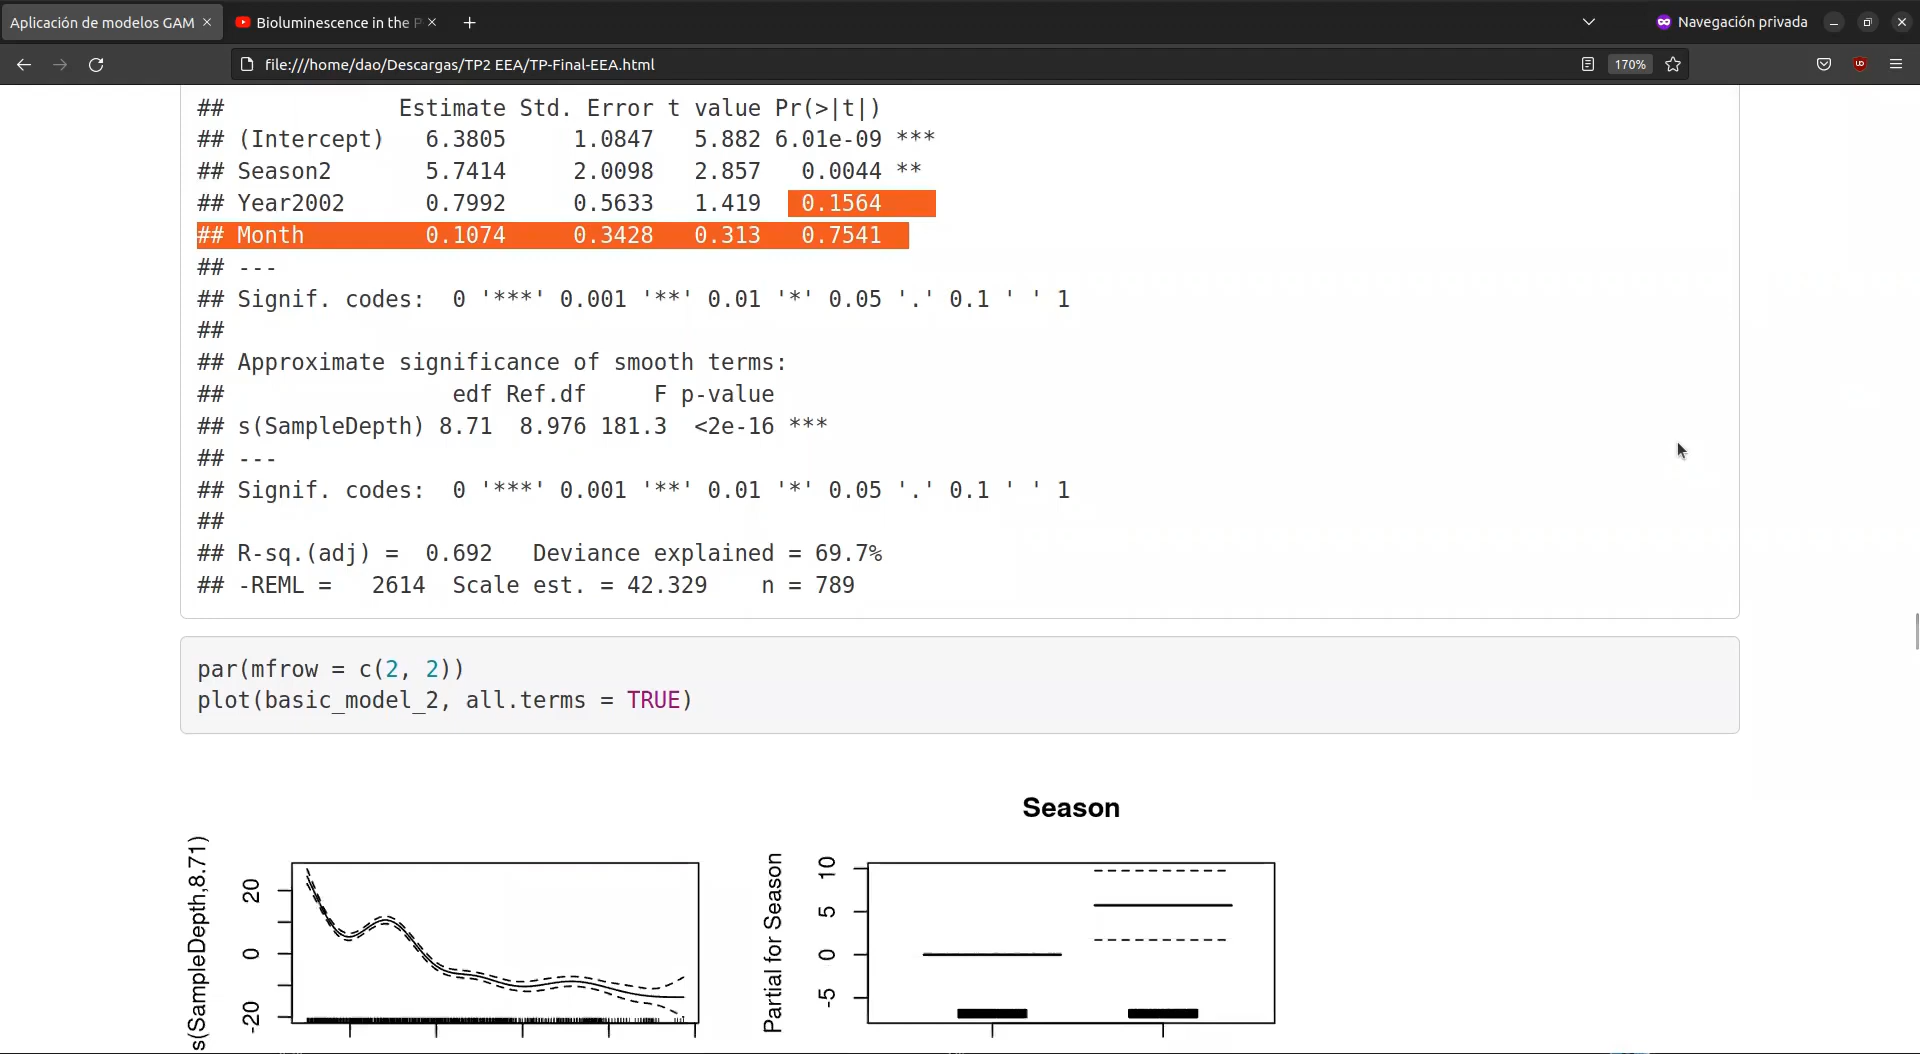 Aplicación de modelos GAM
Bioluminescence in the
Navegación privada
file:///home/dao/Descargas/TP2 EEA/TP-Final-EEA.html
170%
## Estimate Std. Error t value Pr(>|t|)
## (Intercept) 6.3805 1.0847 5.882 6.01e-09 ***
## Season2 5.7414 2.0098 2.857 0.0044 **
## Year2002 0.7992 0.5633 1.419 0.1564
## Month 0.1074 0.3428 0.313 0.7541
## ---
## Signif. codes: 0 '***' 0.001 '**' 0.01 '*' 0.05 '.' 0.1 ' ' 1
##
## Approximate significance of smooth terms:
## edf Ref.df F p-value
## s(SampleDepth) 8.71 8.976 181.3 <2e-16 ***
## ---
## Signif. codes: 0 '***' 0.001 '**' 0.01 '*' 0.05 '.' 0.1 ' ' 1
##
## R-sq.(adj) = 0.692 Deviance explained = 69.7%
## -REML = 2614 Scale est. = 42.329 n = 789
par(mfrow = c(2, 2))
plot(basic_model_2, all.terms = TRUE)
s(SampleDepth,8.71)
20
0
-20
Season
Partial for Season
10
5
0
-5